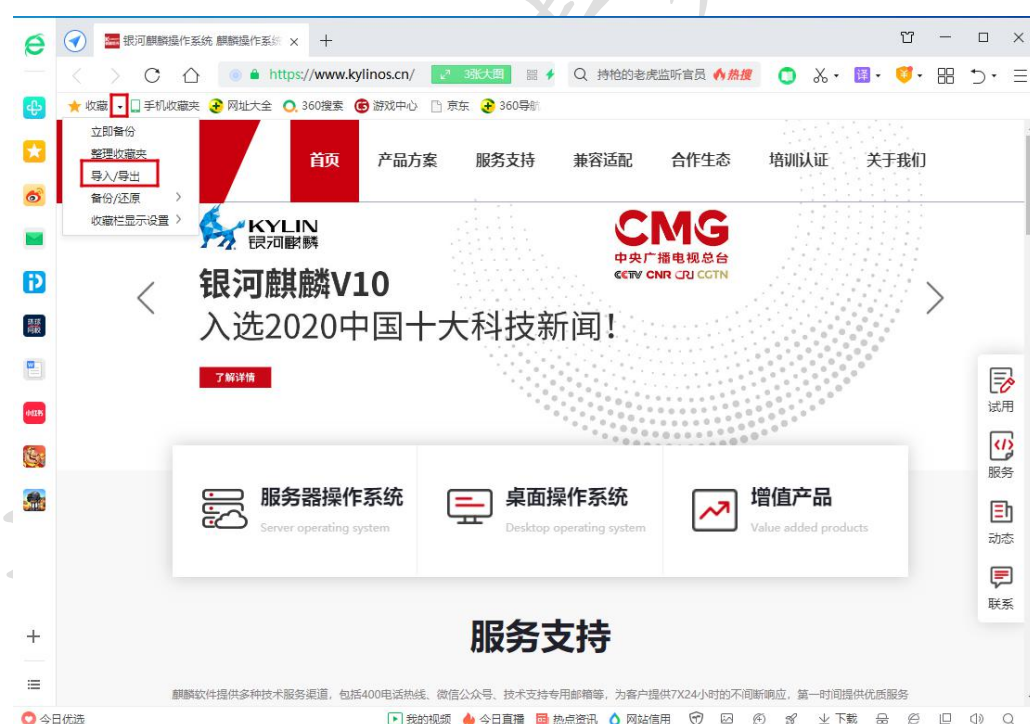 银河麒麟操作系统 麒麟操作系统
https://www.kylinos.cn/
3张大图
持枪的老虎监听官员
热搜
译
收藏
手机收藏夹
网址大全
360搜索
游戏中心
京东
360导航
立即备份
整理收藏夹
导入/导出
备份/还原
收藏栏显示设置
首页
产品方案
服务支持
兼容适配
合作生态
培训认证
关于我们
KYLIN
银河麒麟
CMG
中央广播电视总台
CCTV CNR CRI CGTN
银河麒麟V10
入选2020中国十大科技新闻！
了解详情
小红书
试用
服务
动态
联系
服务器操作系统
Server operating system
桌面操作系统
Desktop operating system
增值产品
Value added products
服务支持
麒麟软件提供多种技术服务渠道，包括400电话热线、微信公众号、技术支持专用邮箱等，为客户提供7X24小时的不间断响应，第一时间提供优质服务
今日优选
我的视频
今日直播
热点资讯
网站信用
下载